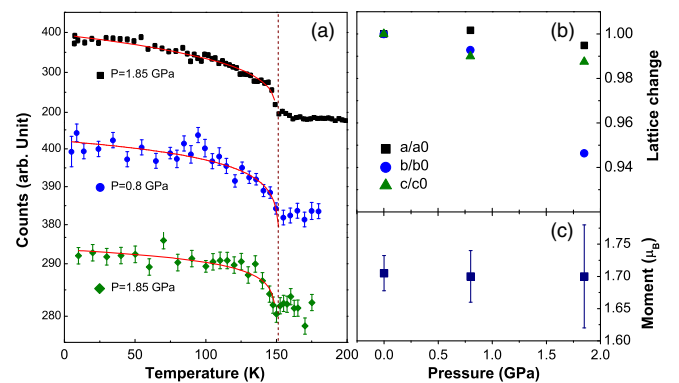 (a)
400
300
200
400
390
380
290
280
P=1.85 GPa
P=0.8 GPa
P=1.85 GPa
Counts (arb. Unit)
0 50 100 150 200
Temperature (K)
(b)
1.00
0.98
0.96
0.94
Lattice change
a/a0
b/b0
c/c0
(c)
1.75
1.70
1.65
1.60
Moment (μB)
0.0 0.5 1.0 1.5 2.0
Pressure (GPa)